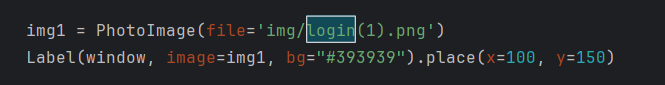 img1 = PhotoImage(file='img/login(1).png')
Label(window, image=img1, bg="#393939").place(x=100, y=150)